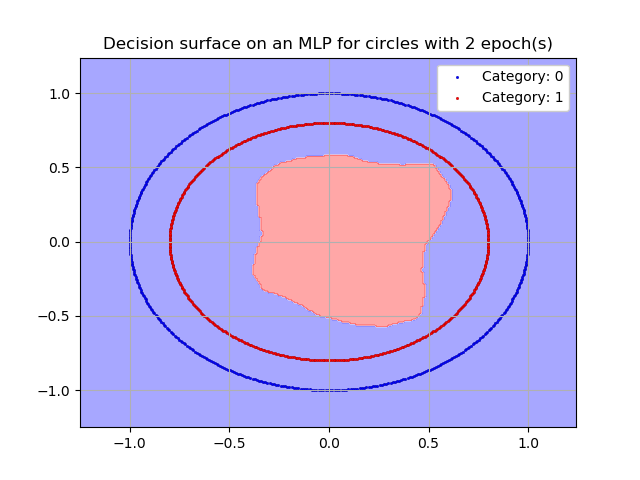 Decision surface on an MLP for circles with 2 epoch(s)
Category: 0
Category: 1
1.0
0.5
0.0
−0.5
−1.0
−1.0 −0.5 0.0 0.5 1.0